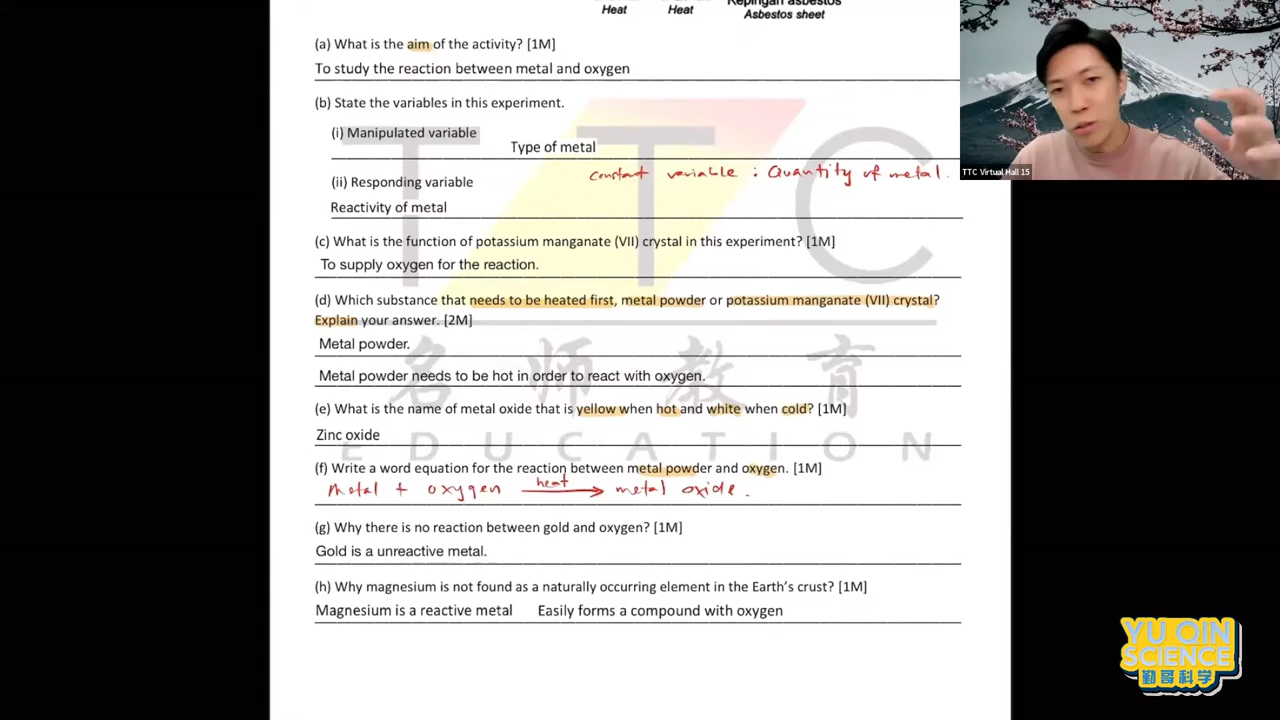 Heat
Heat
Kepingan asbestos
Asbestos sheet
(a) What is the aim of the activity? [1M]
To study the reaction between metal and oxygen
(b) State the variables in this experiment.
(i) Manipulated variable
Type of metal
constant variable : Quantity of metal.
(ii) Responding variable
Reactivity of metal
(c) What is the function of potassium manganate (VII) crystal in this experiment? [1M]
To supply oxygen for the reaction.
(d) Which substance that needs to be heated first, metal powder or potassium manganate (VII) crystal?
Explain your answer. [2M]
Metal powder.
Metal powder needs to be hot in order to react with oxygen.
(e) What is the name of metal oxide that is yellow when hot and white when cold? [1M]
Zinc oxide
(f) Write a word equation for the reaction between metal powder and oxygen. [1M]
heat
Metal + oxygen → metal oxide.
(g) Why there is no reaction between gold and oxygen? [1M]
Gold is a unreactive metal.
(h) Why magnesium is not found as a naturally occurring element in the Earth's crust? [1M]
Magnesium is a reactive metal Easily forms a compound with oxygen
TTC
名师教育
EDUCATION
TTC Virtual Hall 15
YU QIN
SCIENCE
勤哥科学